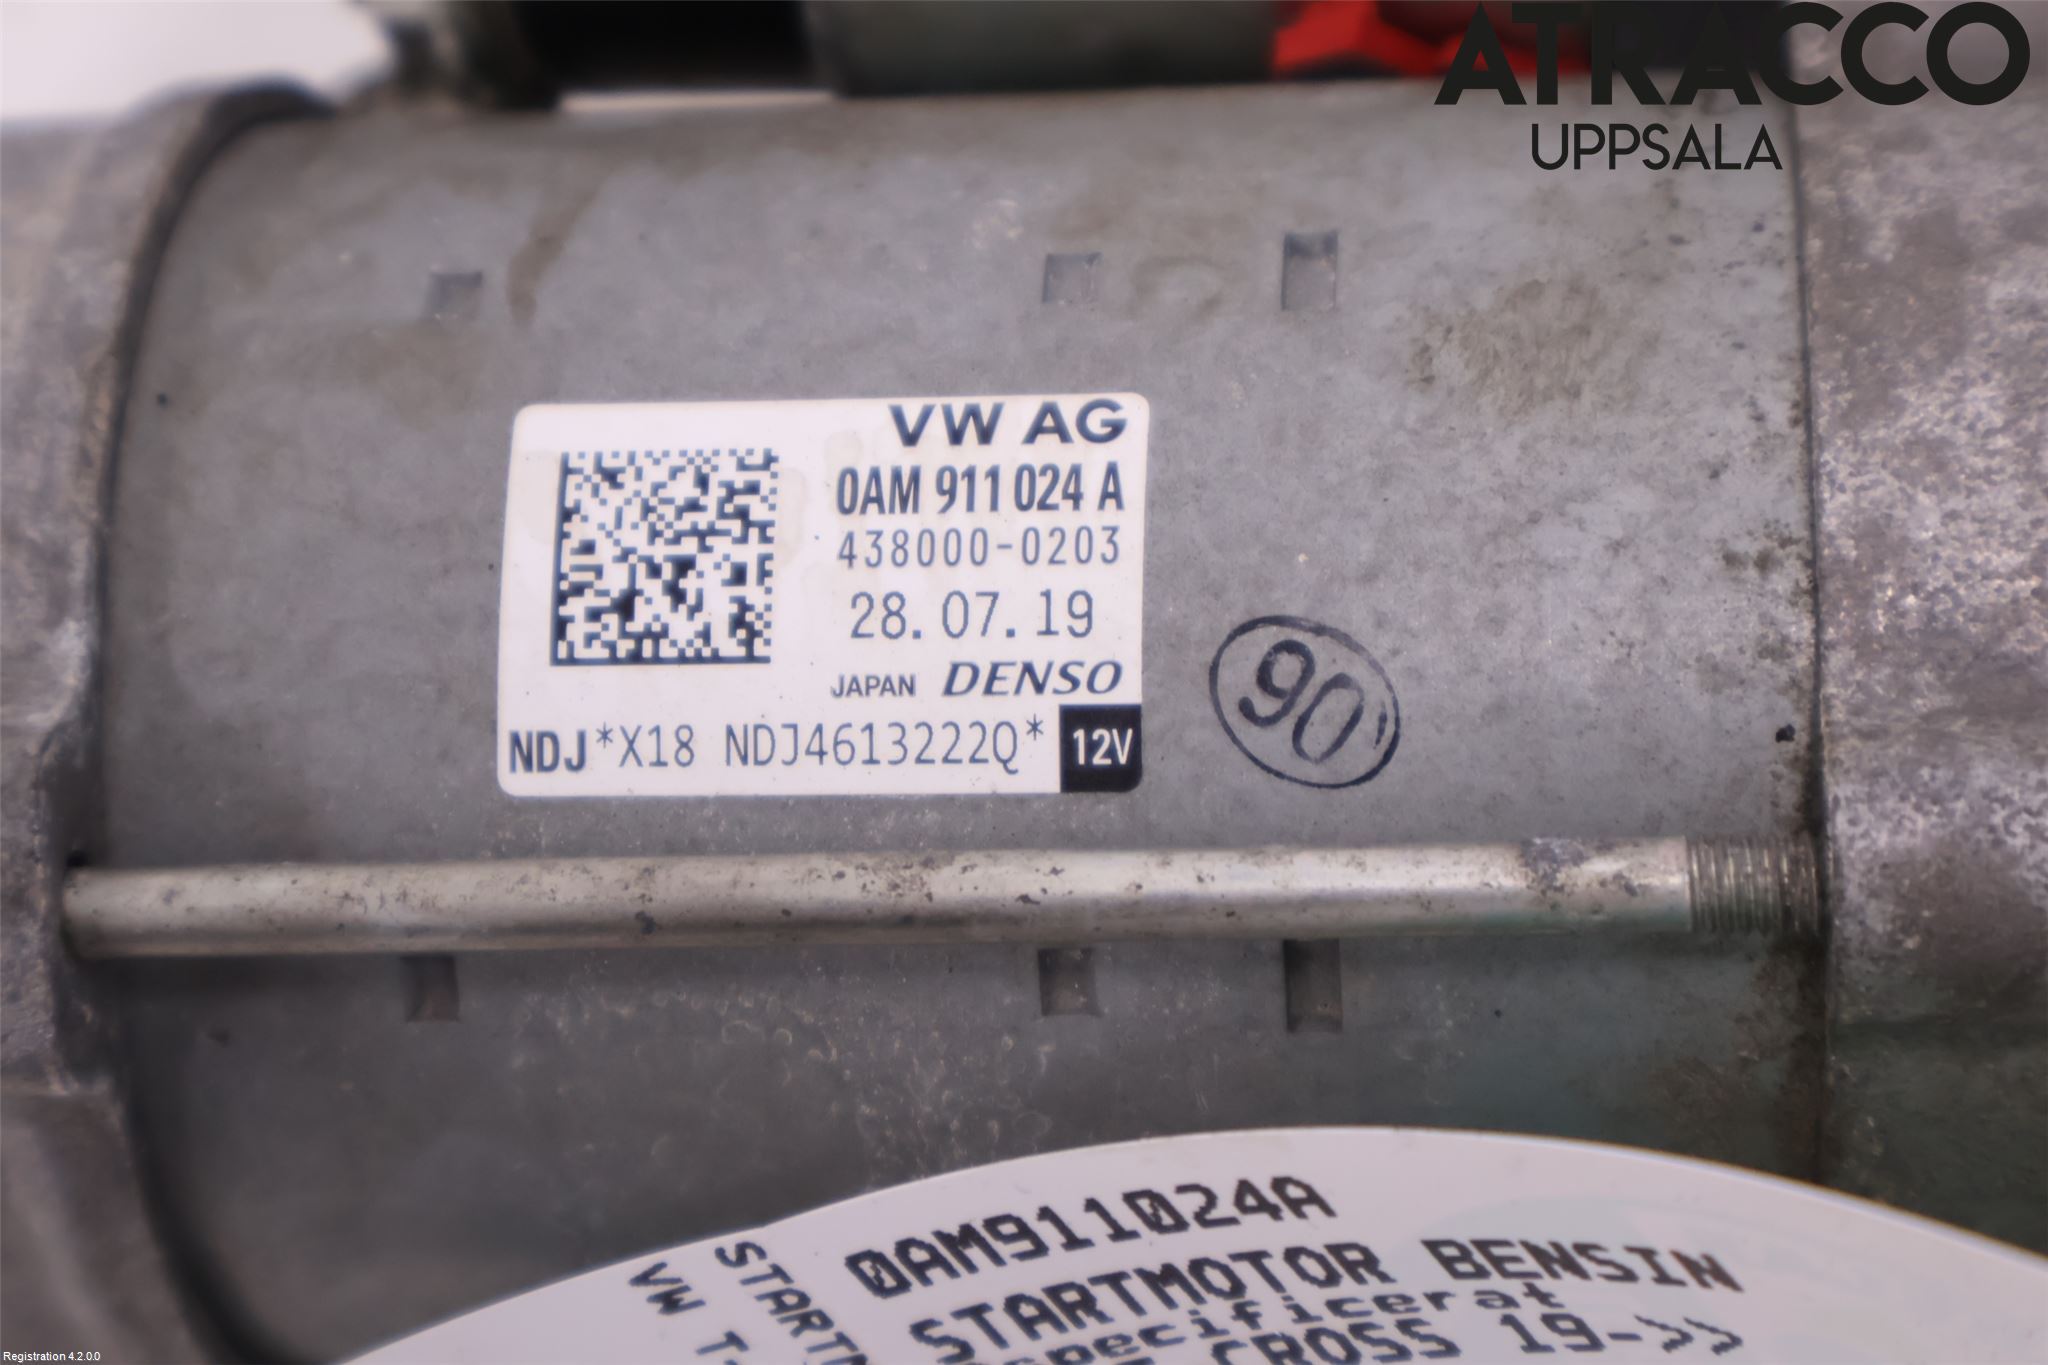 ATRACCO
UPPSALA
VW AG
0AM 911 024 A
438000-0203
28.07.19
JAPAN DENSO
NDJ*X18 NDJ4613222Q* 12V
90
0AM911024A
STARTMOTOR BENSIN
CROSS 19->>
VW T-
Registration 4.2.0.0